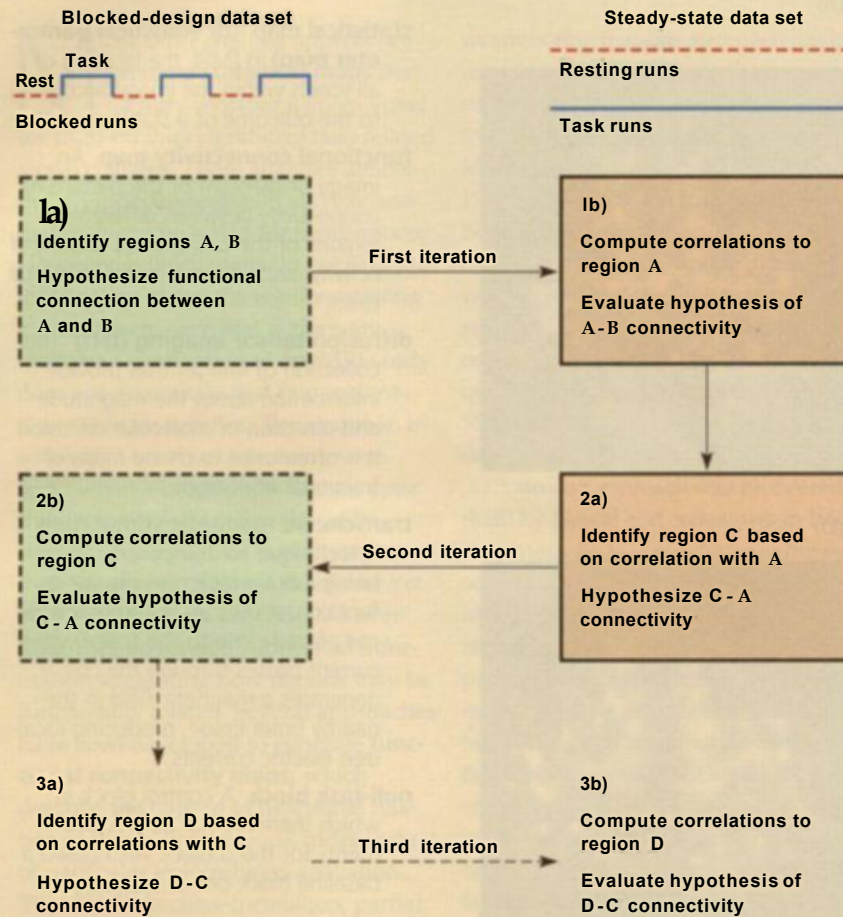 Blocked-design data set
Task
Rest
Blocked runs
Steady-state data set
Resting runs
Task runs
1a)
Identify regions A, B
Hypothesize functional
connection between
A and B
First iteration
lb)
Compute correlations to
region A
Evaluate hypothesis of
A-B connectivity
2b)
Compute correlations to
region C
Evaluate hypothesis of
C - A connectivity
Second iteration
2a)
Identify region C based
on correlation with A
Hypothesize C - A
connectivity
3a)
Identify region D based
on correlations with C
Hypothesize D-C
connectivity
Third iteration
3b)
Compute correlations to
region D
Evaluate hypothesis of
D-C connectivity